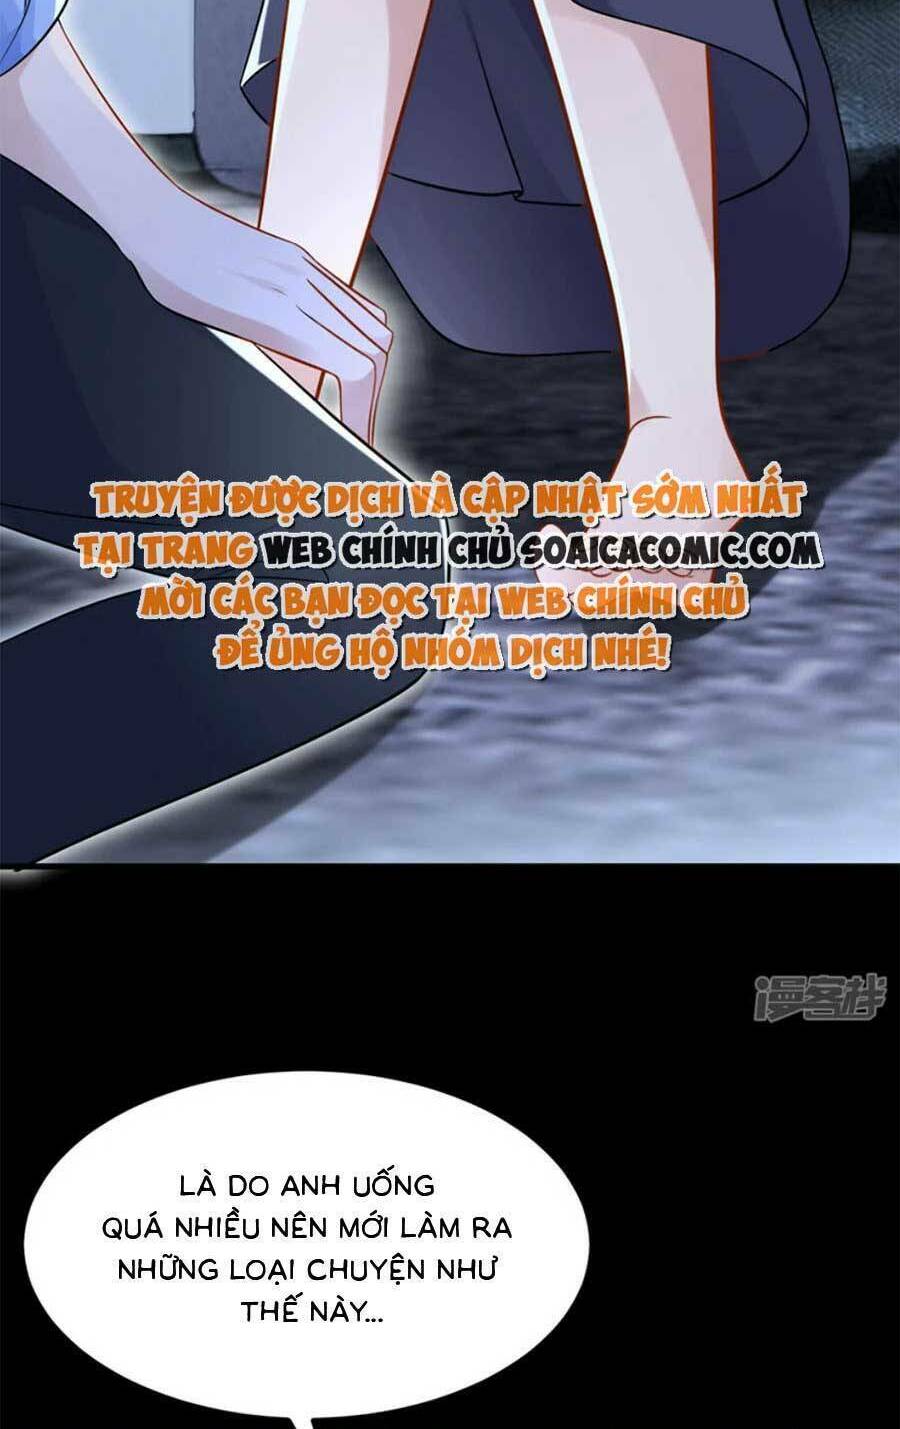 TRUYỆN ĐƯỢC DỊCH VÀ CẬP NHẬT SỚM NHẤT
TẠI TRANG WEB CHÍNH CHỦ SOAICACOMIC.COM
MỜI CÁC BẠN ĐỌC TẠI WEB CHÍNH CHỦ
ĐỂ ỦNG HỘ NHÓM DỊCH NHÉ!
漫客栈
LÀ DO ANH UỐNG
QUÁ NHIỀU NÊN MỚI LÀM RA
NHỮNG LOẠI CHUYỆN NHƯ
THẾ NÀY...